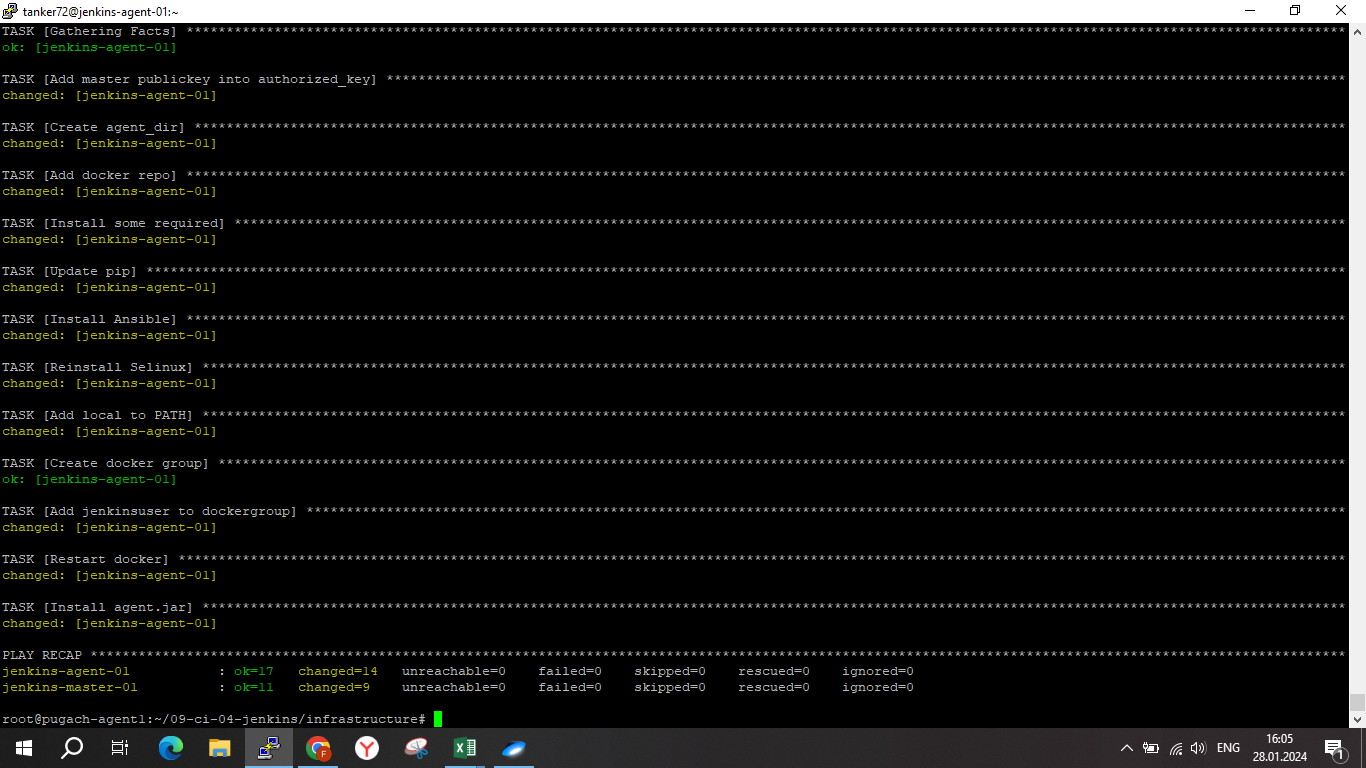 tanker72@jenkins-agent-01:~
TASK [Gathering Facts] ************************************************************************************************************************************************
ok: [jenkins-agent-01]
TASK [Add master publickey into authorized_key] ************************************************************************************************************************
changed: [jenkins-agent-01]
TASK [Create agent_dir] ************************************************************************************************************************************************
changed: [jenkins-agent-01]
TASK [Add docker repo] *************************************************************************************************************************************************
changed: [jenkins-agent-01]
TASK [Install some required] *******************************************************************************************************************************************
changed: [jenkins-agent-01]
TASK [Update pip] ******************************************************************************************************************************************************
changed: [jenkins-agent-01]
TASK [Install Ansible] *************************************************************************************************************************************************
changed: [jenkins-agent-01]
TASK [Reinstall Selinux] ***********************************************************************************************************************************************
changed: [jenkins-agent-01]
TASK [Add local to PATH] ***********************************************************************************************************************************************
changed: [jenkins-agent-01]
TASK [Create docker group] *********************************************************************************************************************************************
ok: [jenkins-agent-01]
TASK [Add jenkinsuser to dockergroup] **********************************************************************************************************************************
changed: [jenkins-agent-01]
TASK [Restart docker] **************************************************************************************************************************************************
changed: [jenkins-agent-01]
TASK [Install agent.jar] ***********************************************************************************************************************************************
changed: [jenkins-agent-01]
PLAY RECAP *************************************************************************************************************************************************************
jenkins-agent-01 : ok=17 changed=14 unreachable=0 failed=0 skipped=0 rescued=0 ignored=0
jenkins-master-01 : ok=11 changed=9 unreachable=0 failed=0 skipped=0 rescued=0 ignored=0
root@pugach-agent1:~/09-ci-04-jenkins/infrastructure#
ENG
16:05
28.01.2024
1